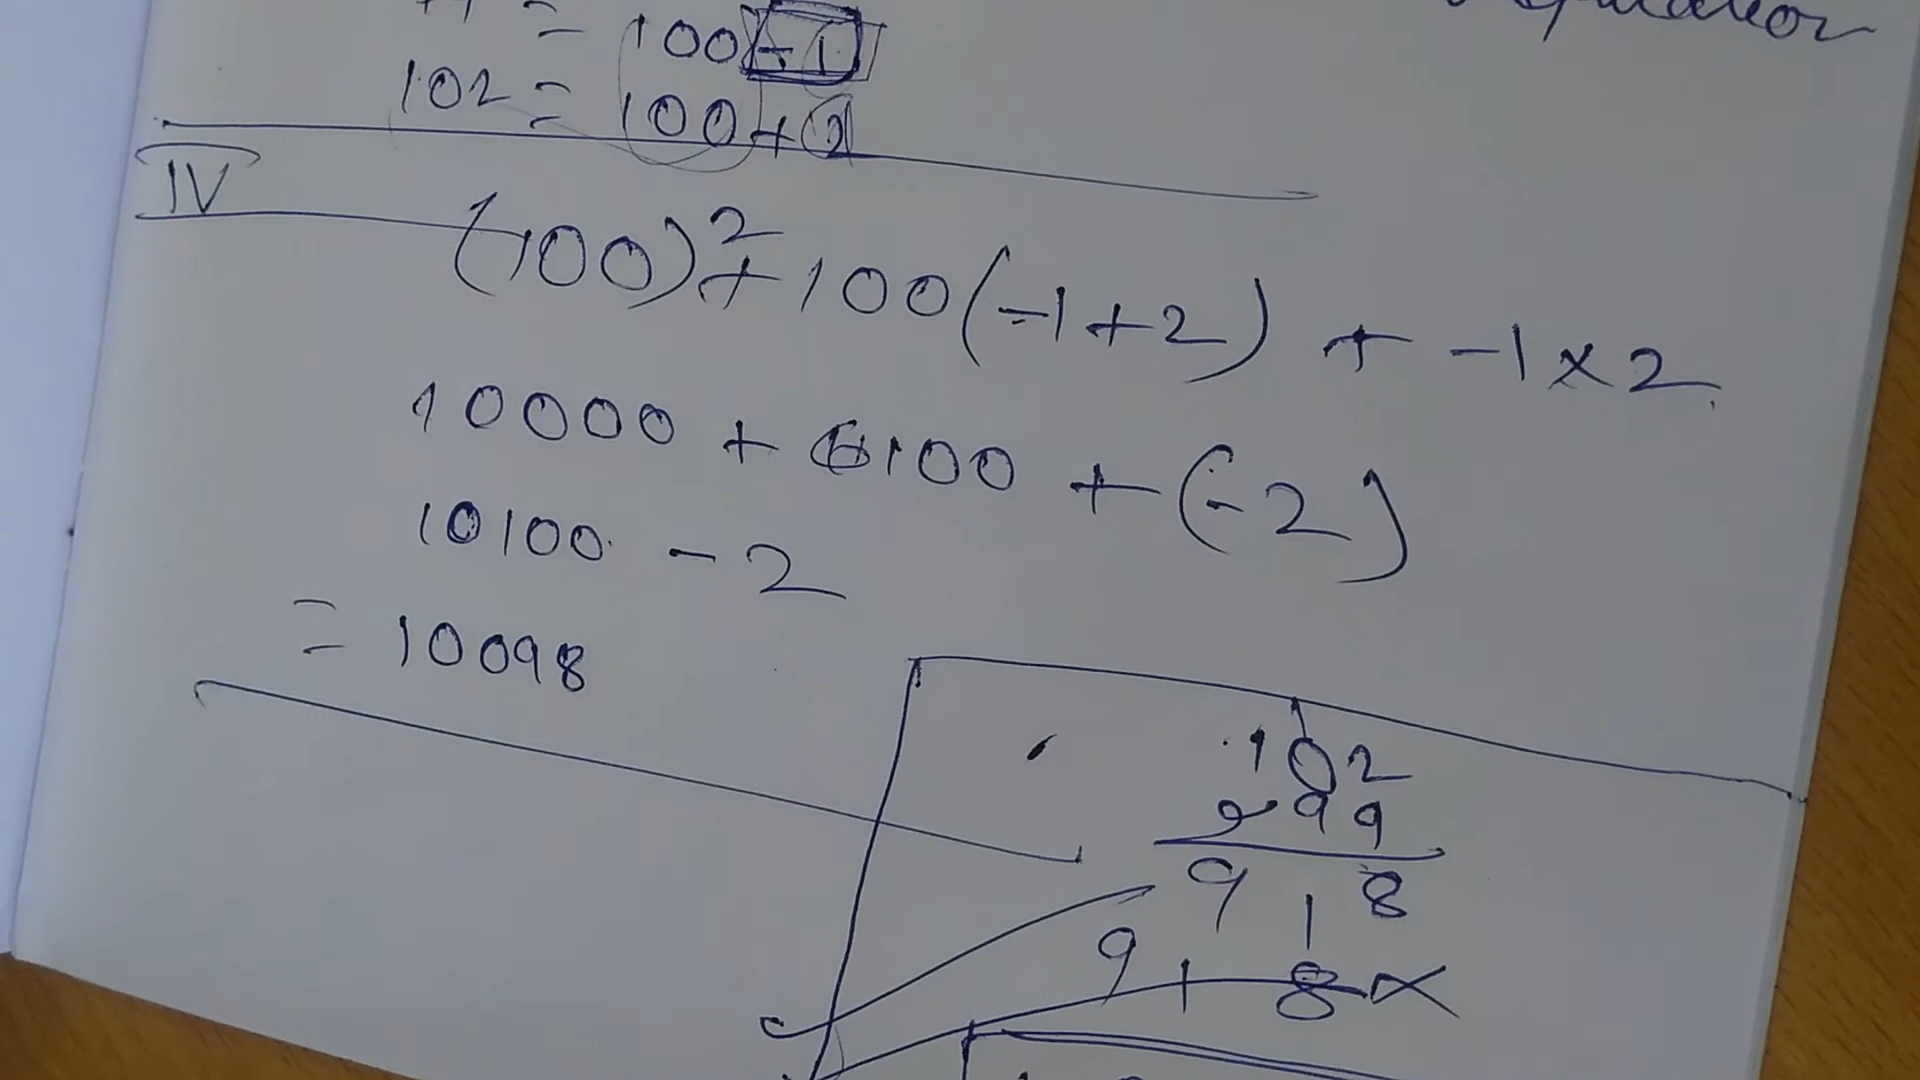 = 100 - 1
102 = 100 + 2
IV
(100)² + 100 (-1 + 2) + -1 × 2
10000 + 100 + (-2)
10100 - 2
= 10098
102
99
9 1 8
9 1 8 ×